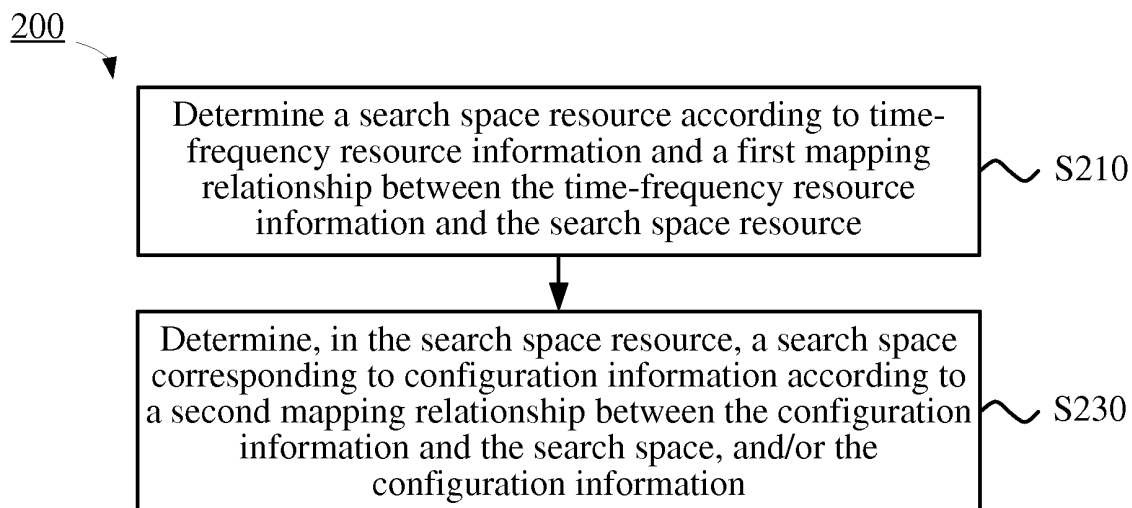 200
Determine a search space resource according to time-
frequency resource information and a first mapping
relationship between the time-frequency resource
information and the search space resource
S210
Determine, in the search space resource, a search space
corresponding to configuration information according to
a second mapping relationship between the configuration
information and the search space, and/or the
configuration information
S230